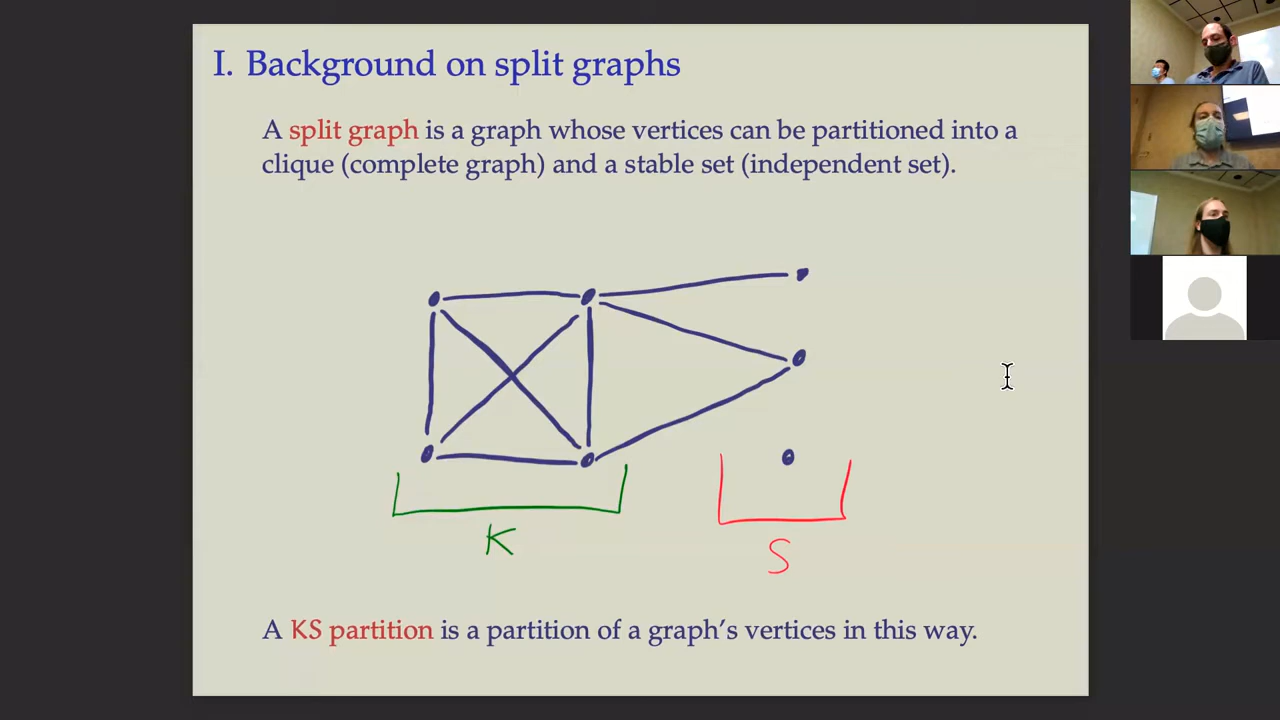 I. Background on split graphs
A split graph is a graph whose vertices can be partitioned into a
clique (complete graph) and a stable set (independent set).
K
S
A KS partition is a partition of a graph’s vertices in this way.